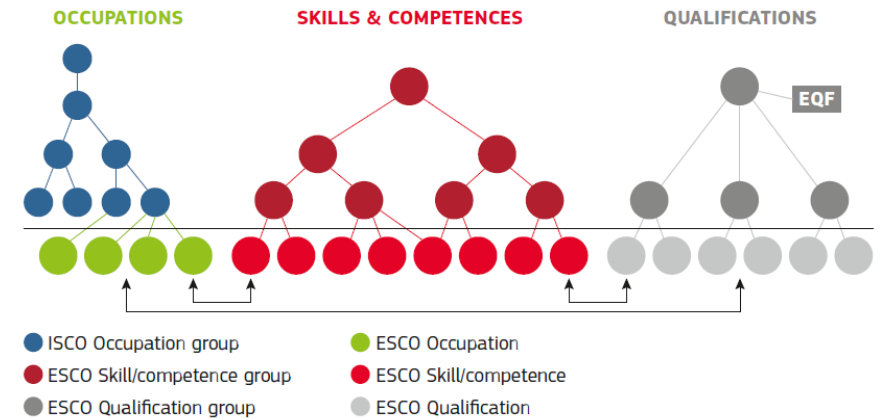 OCCUPATIONS SKILLS & COMPETENCES QUALIFICATIONS
EQF
ISCO Occupation group ESCO Occupation
ESCO Skill/competence group ESCO Skill/competence
ESCO Qualification group ESCO Qualification